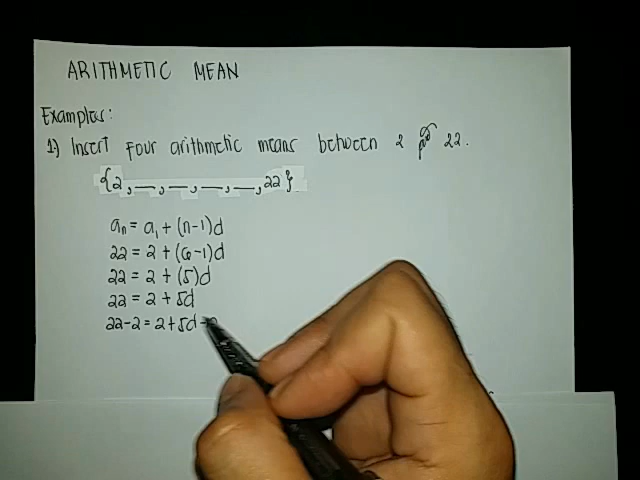 ARITHMETIC MEAN
Examples:
1) Insert four arithmetic means between 2 & 22.
{2, __, __, __, __, 22}
aₙ = a₁ + (n-1)d
22 = 2 + (6-1)d
22 = 2 + (5)d
22 = 2 + 5d
22-2 = 2 + 5d -